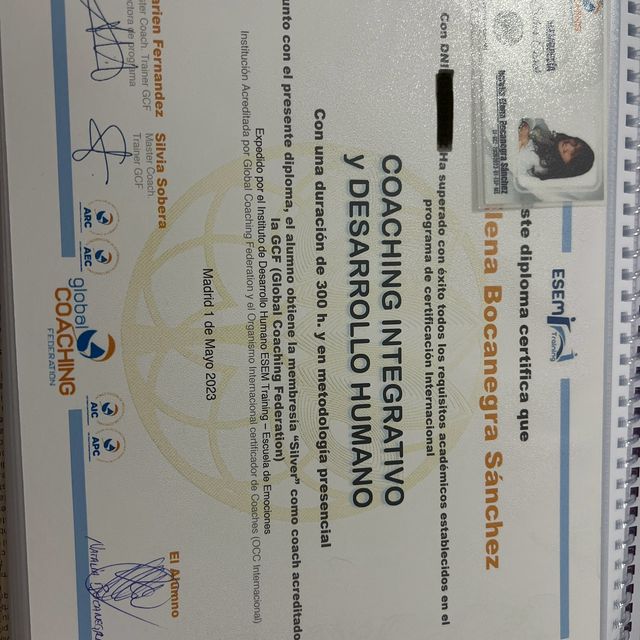 ESEM
Training
ste diploma certifica que
lena Bocanegra Sánchez
Con DNI Ha superado con éxito todos los requisitos académicos establecidos en el
programa de certificación internacional
COACHING INTEGRATIVO
y DESARROLLO HUMANO
Con una duración de 300 h. y en metodología presencial
unto con el presente diploma, el alumno obtiene la membresía "Silver" como coach acreditado
la GCF (Global Coaching Federation)
Expedido por el Instituto de Desarrollo Humano ESEM Training – Escuela de Emociones
Institución Acreditada por Global Coaching Federation y el Organismo Internacional certificador de Coaches (OCC Internacional)
Madrid 1 de Mayo 2023
arien Fernandez
ster Coach. Trainer GCF
ctora de programa
Silvia Sobera
Master Coach.
Trainer GCF
El Alumno
ARC
AEC
global
COACHING
FEDERATION
AIC
APC
Elena Bocanegra Sánchez